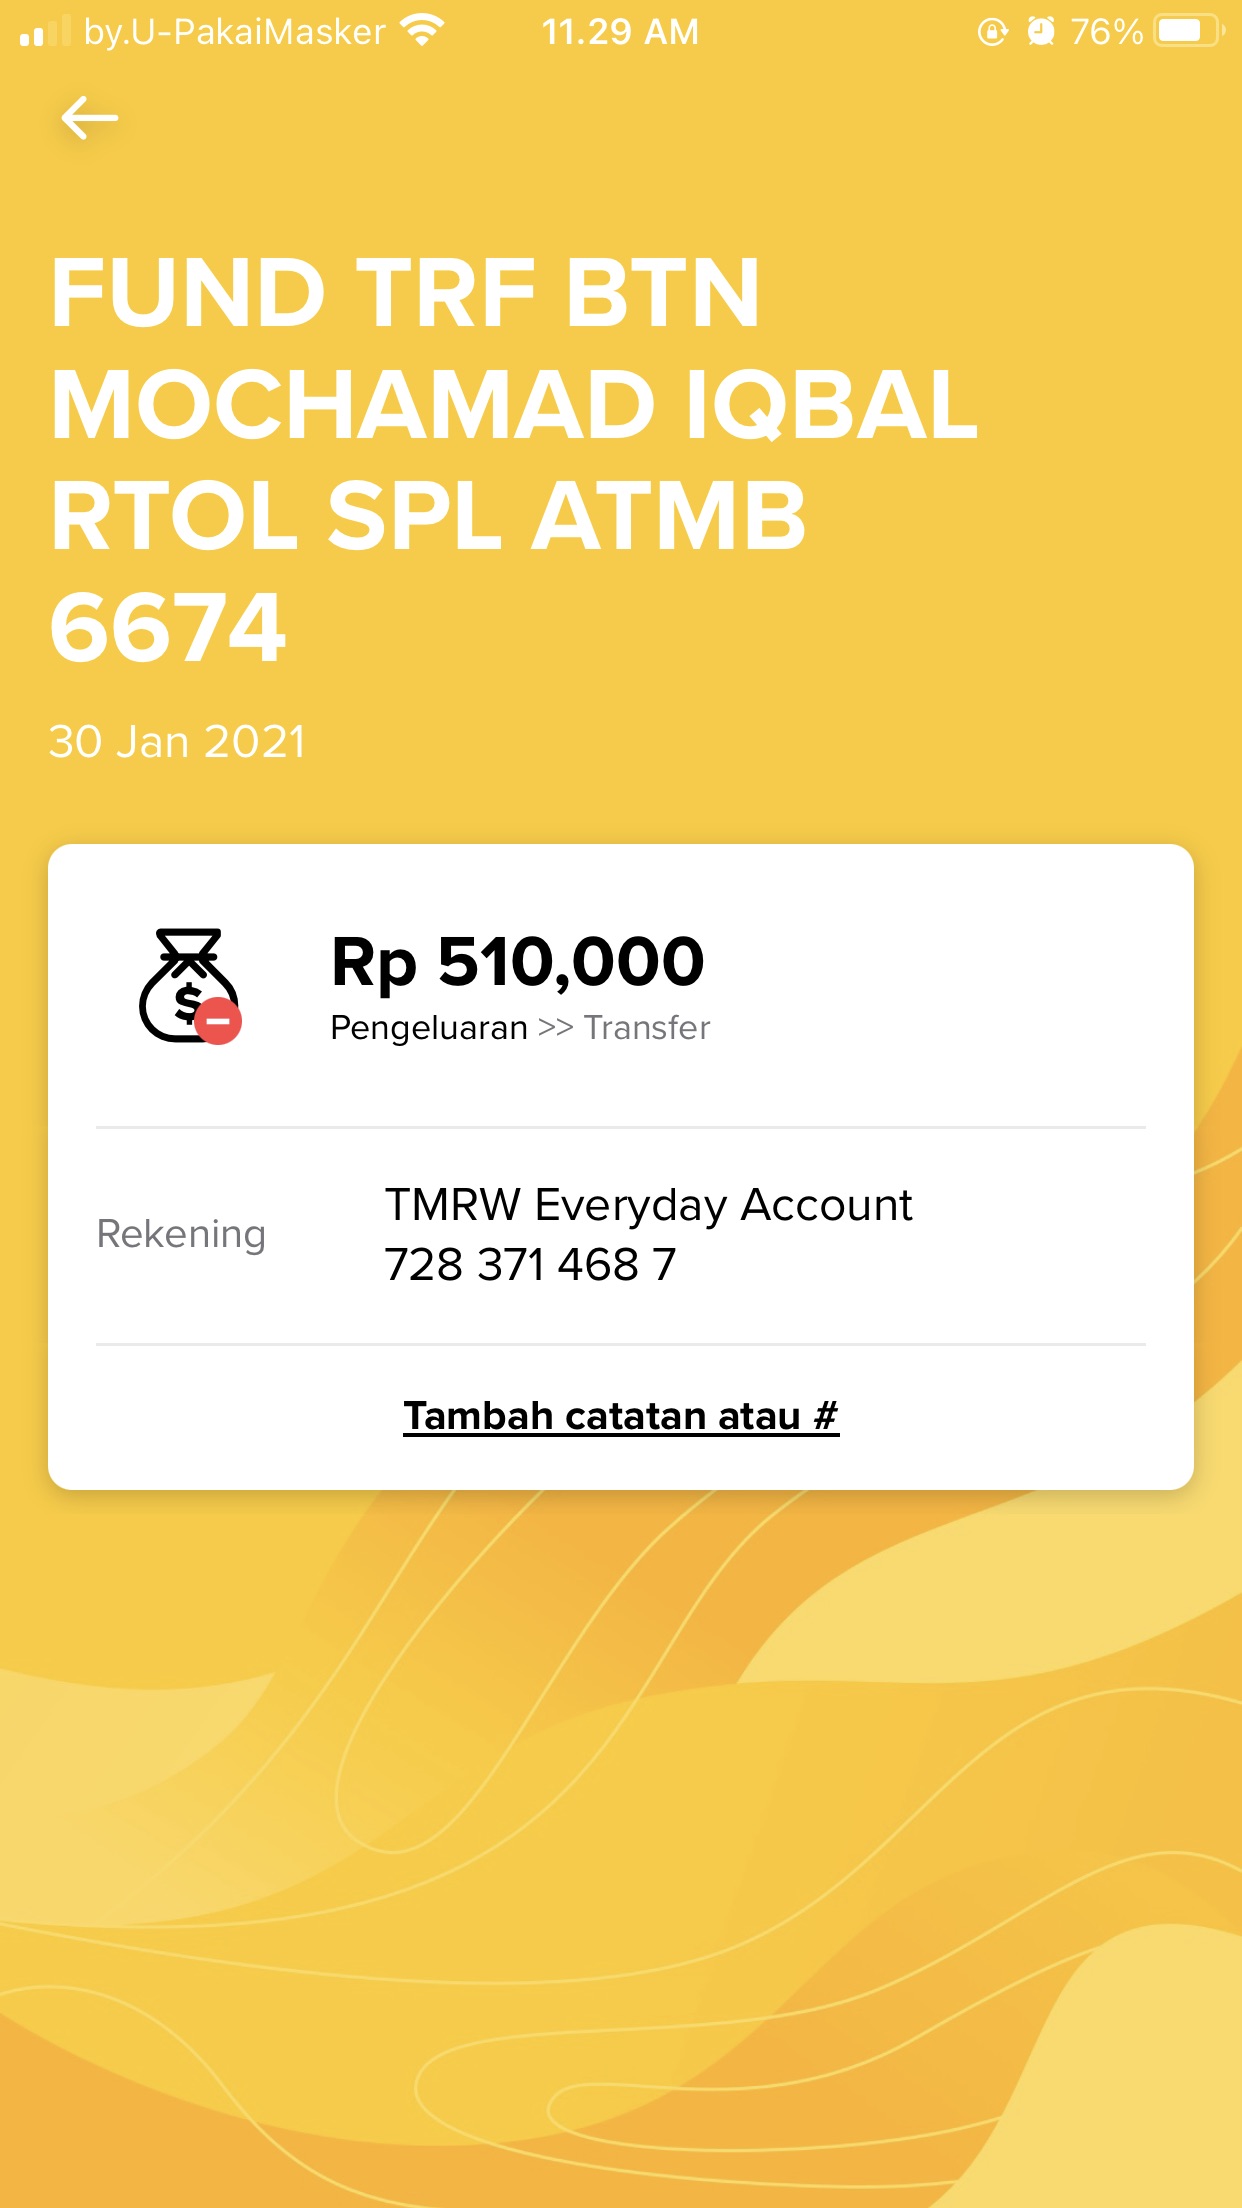 by.U-PakaiMasker 11.29 AM 76%
FUND TRF BTN
MOCHAMAD IQBAL
RTOL SPL ATMB
6674
30 Jan 2021
$
Rp 510,000
Pengeluaran >> Transfer
Rekening
TMRW Everyday Account
728 371 468 7
Tambah catatan atau #